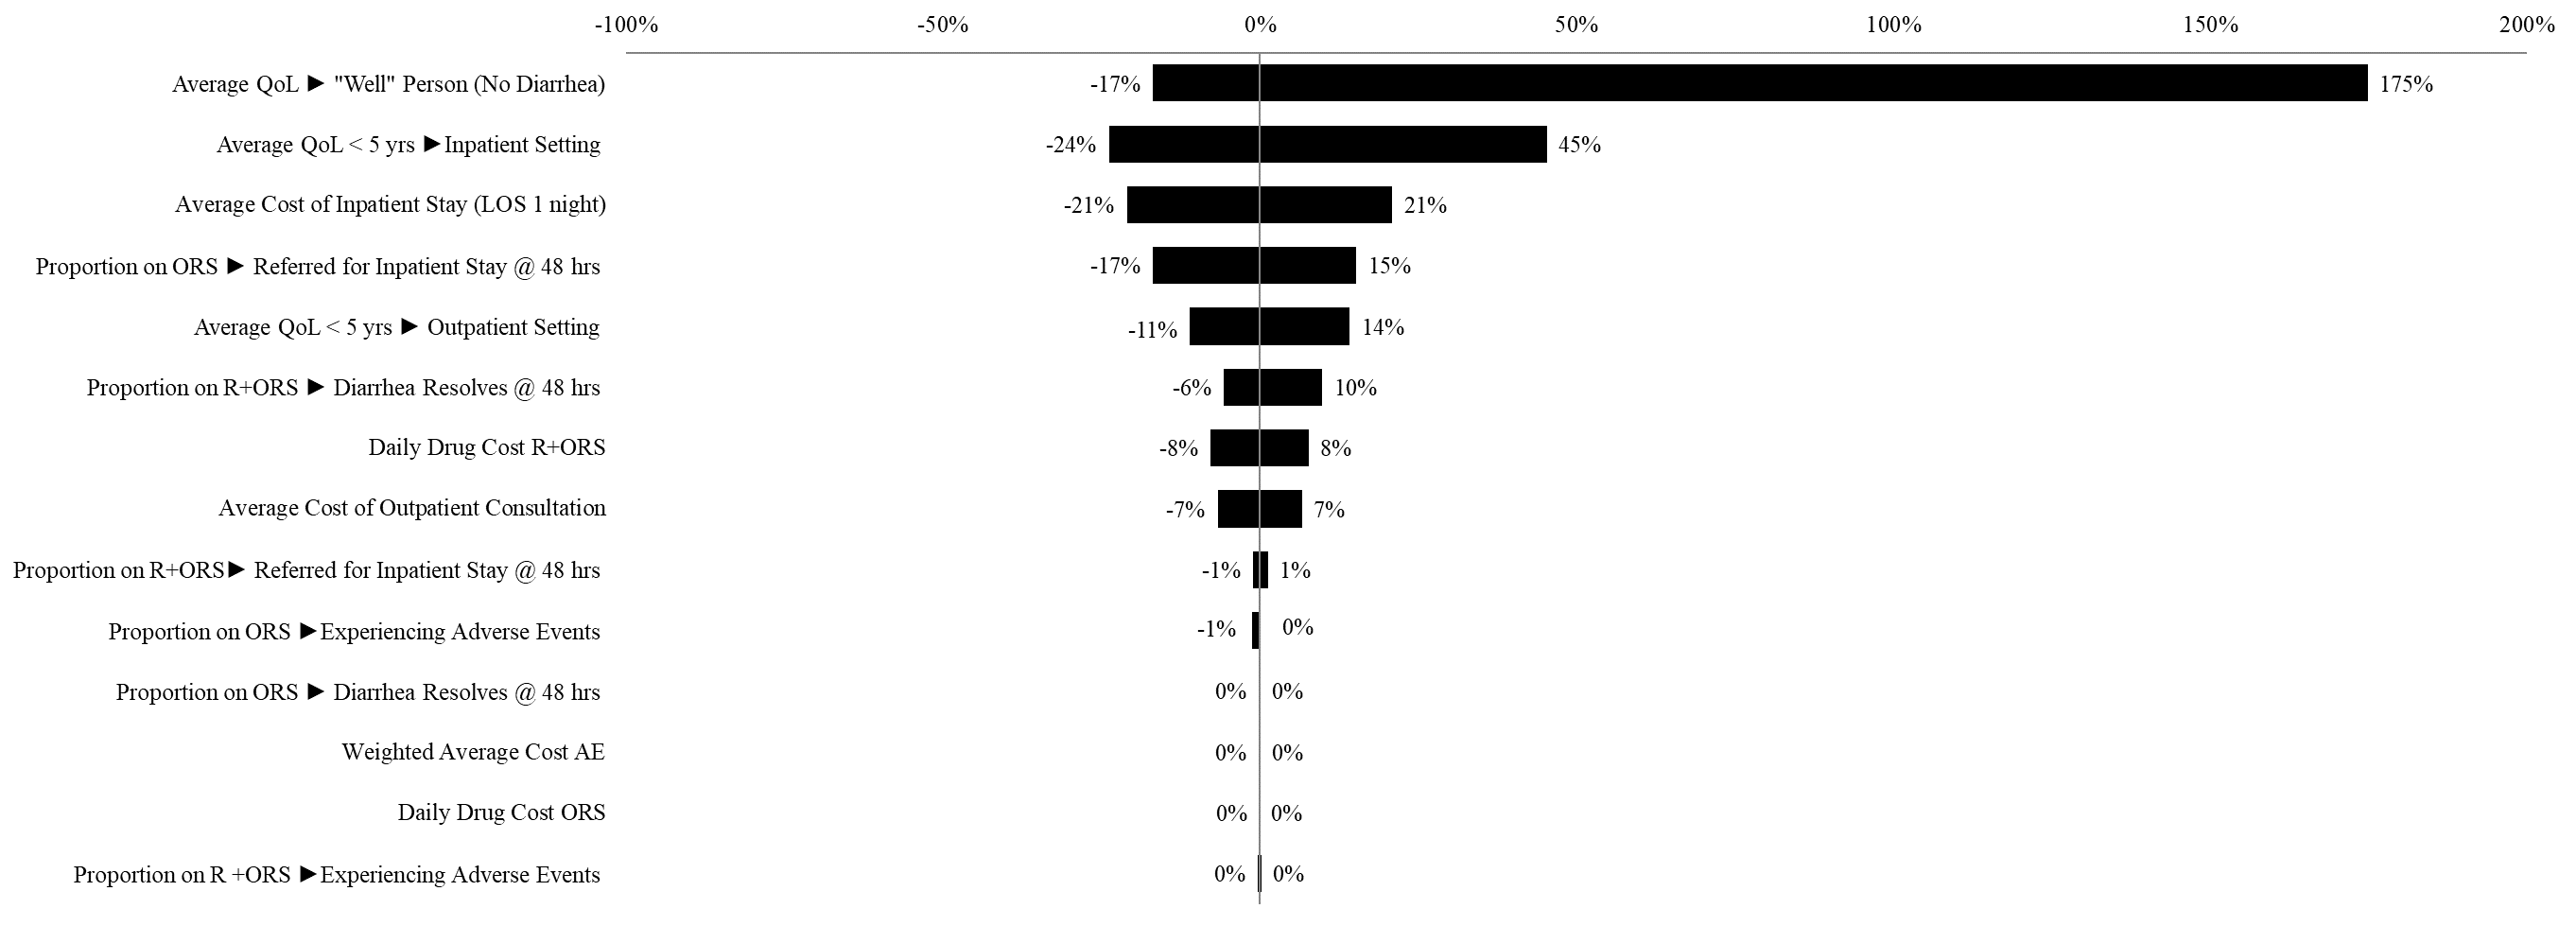 -100% -50% 0% 50% 100% 150% 200%
Average QoL ► "Well" Person (No Diarrhea) -17% 175%
Average QoL < 5 yrs ►Inpatient Setting -24% 45%
Average Cost of Inpatient Stay (LOS 1 night) -21% 21%
Proportion on ORS ► Referred for Inpatient Stay @ 48 hrs -17% 15%
Average QoL < 5 yrs ► Outpatient Setting -11% 14%
Proportion on R+ORS ► Diarrhea Resolves @ 48 hrs -6% 10%
Daily Drug Cost R+ORS -8% 8%
Average Cost of Outpatient Consultation -7% 7%
Proportion on R+ORS► Referred for Inpatient Stay @ 48 hrs -1% 1%
Proportion on ORS ►Experiencing Adverse Events -1% 0%
Proportion on ORS ► Diarrhea Resolves @ 48 hrs 0% 0%
Weighted Average Cost AE 0% 0%
Daily Drug Cost ORS 0% 0%
Proportion on R +ORS ►Experiencing Adverse Events 0% 0%